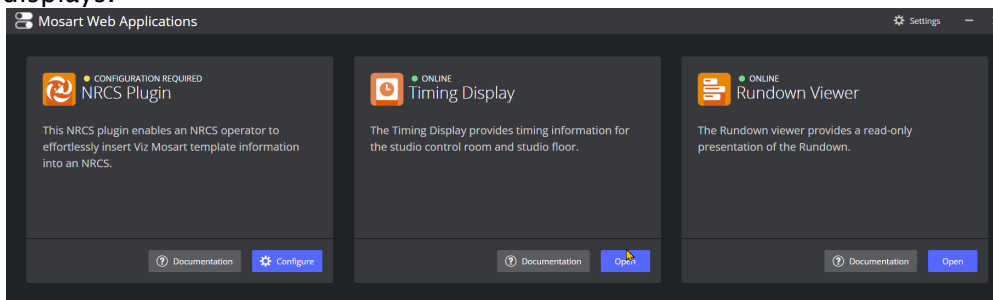 displays.
Mosart Web Applications
Settings
CONFIGURATION REQUIRED
NRCS Plugin
This NRCS plugin enables an NRCS operator to
effortlessly insert Viz Mosart template information
into an NRCS.
Documentation
Configure
ONLINE
Timing Display
The Timing Display provides timing information for
the studio control room and studio floor.
Documentation
Open
ONLINE
Rundown Viewer
The Rundown viewer provides a read-only
presentation of the Rundown.
Documentation
Open